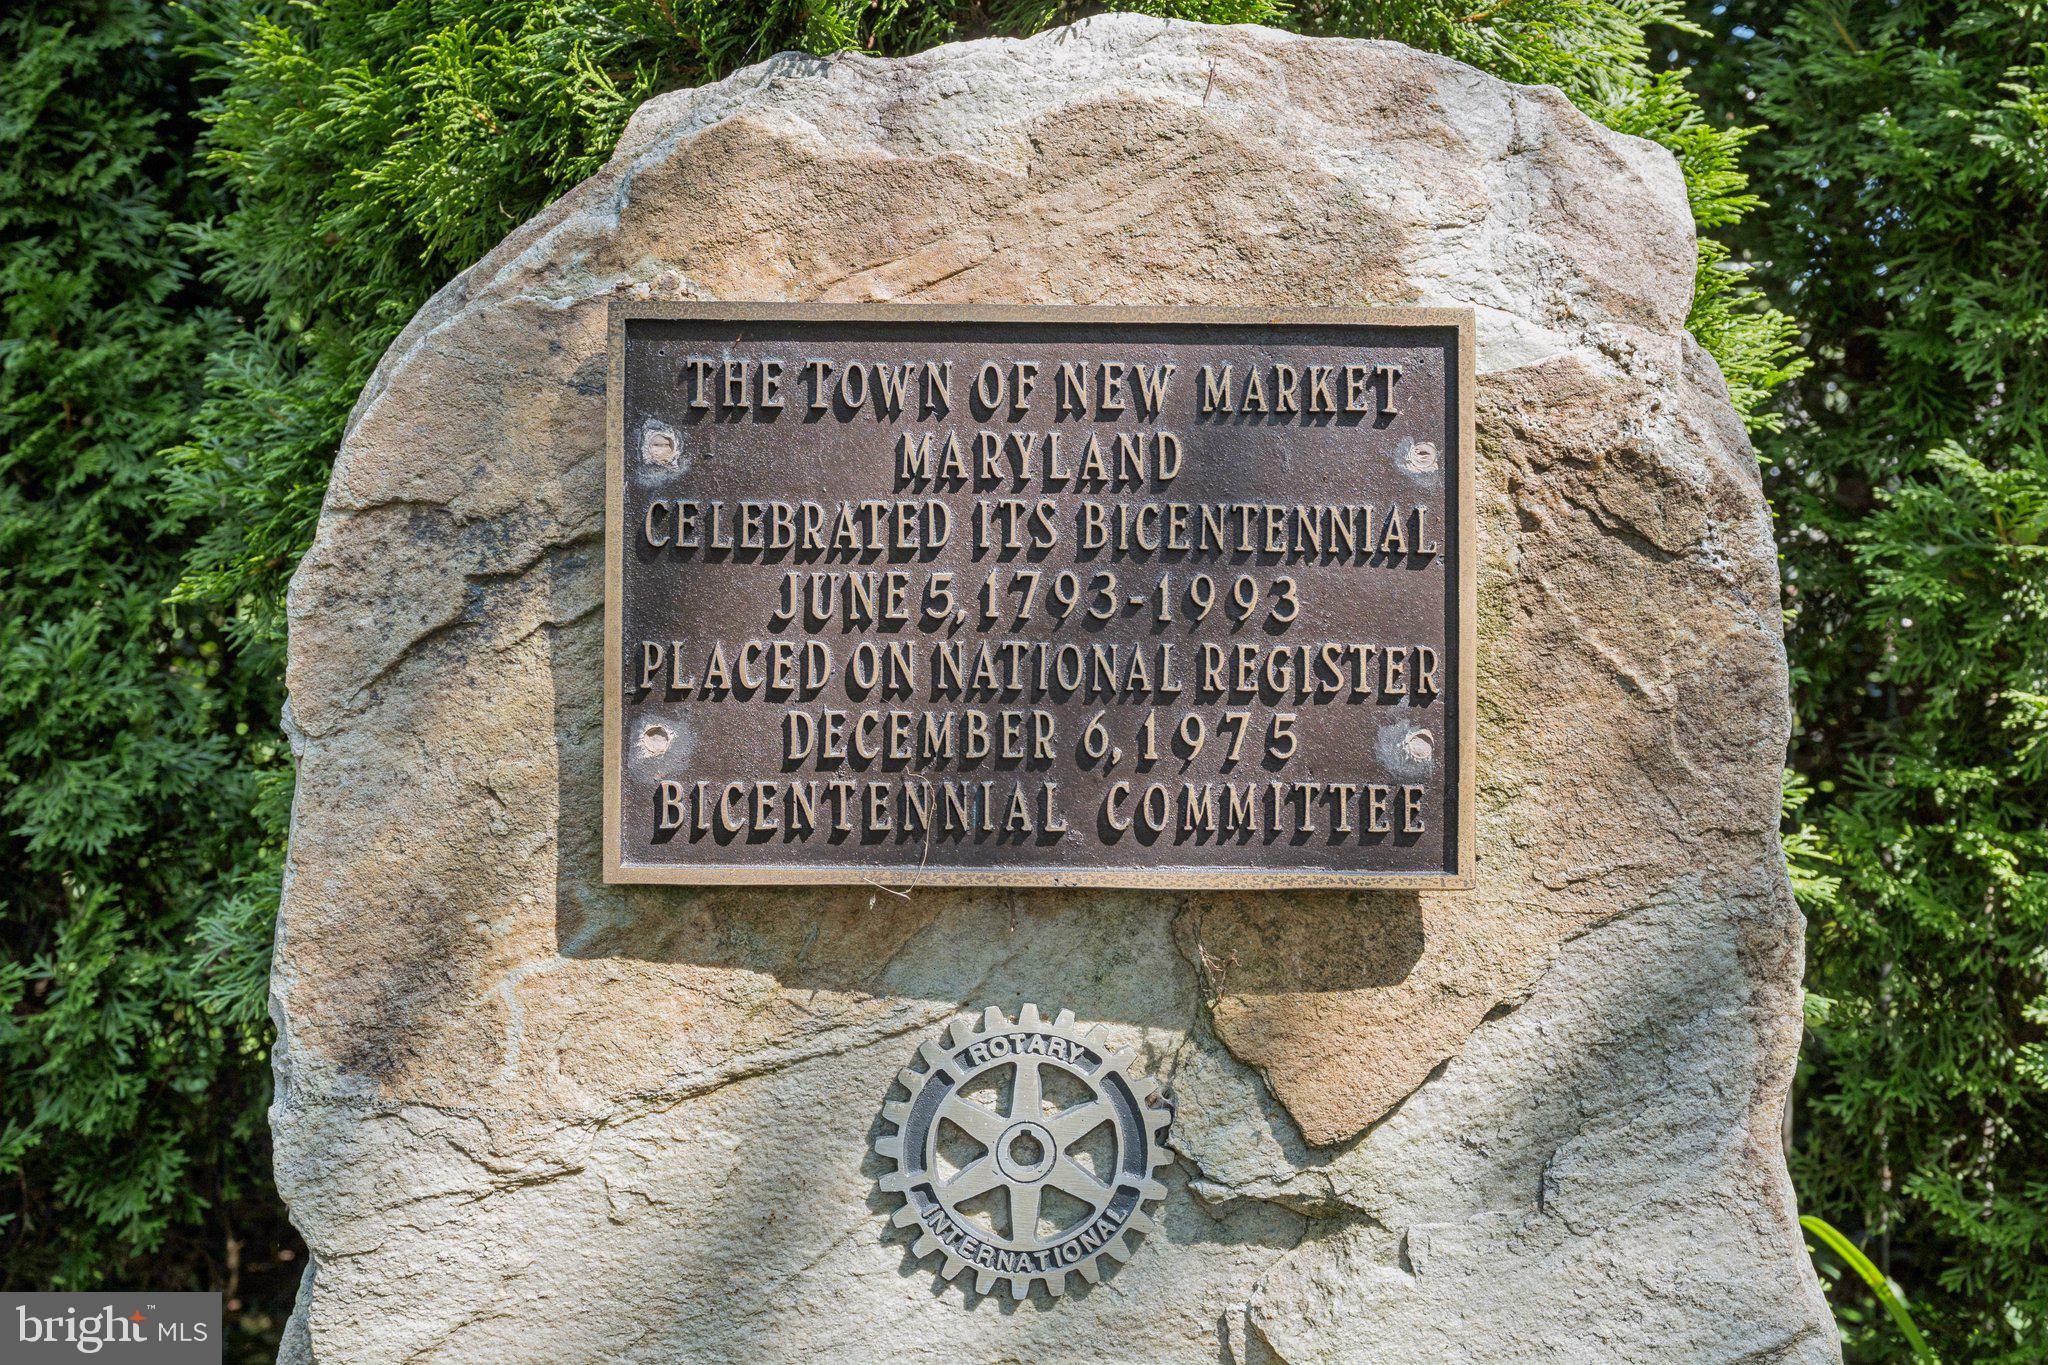 THE TOWN OF NEW MARKET
MARYLAND
CELEBRATED ITS BICENTENNIAL
JUNE 5, 1793-1993
PLACED ON NATIONAL REGISTER
DECEMBER 6, 1975
BICENTENNIAL COMMITTEE
ROTARY
INTERNATIONAL
bright™ MLS